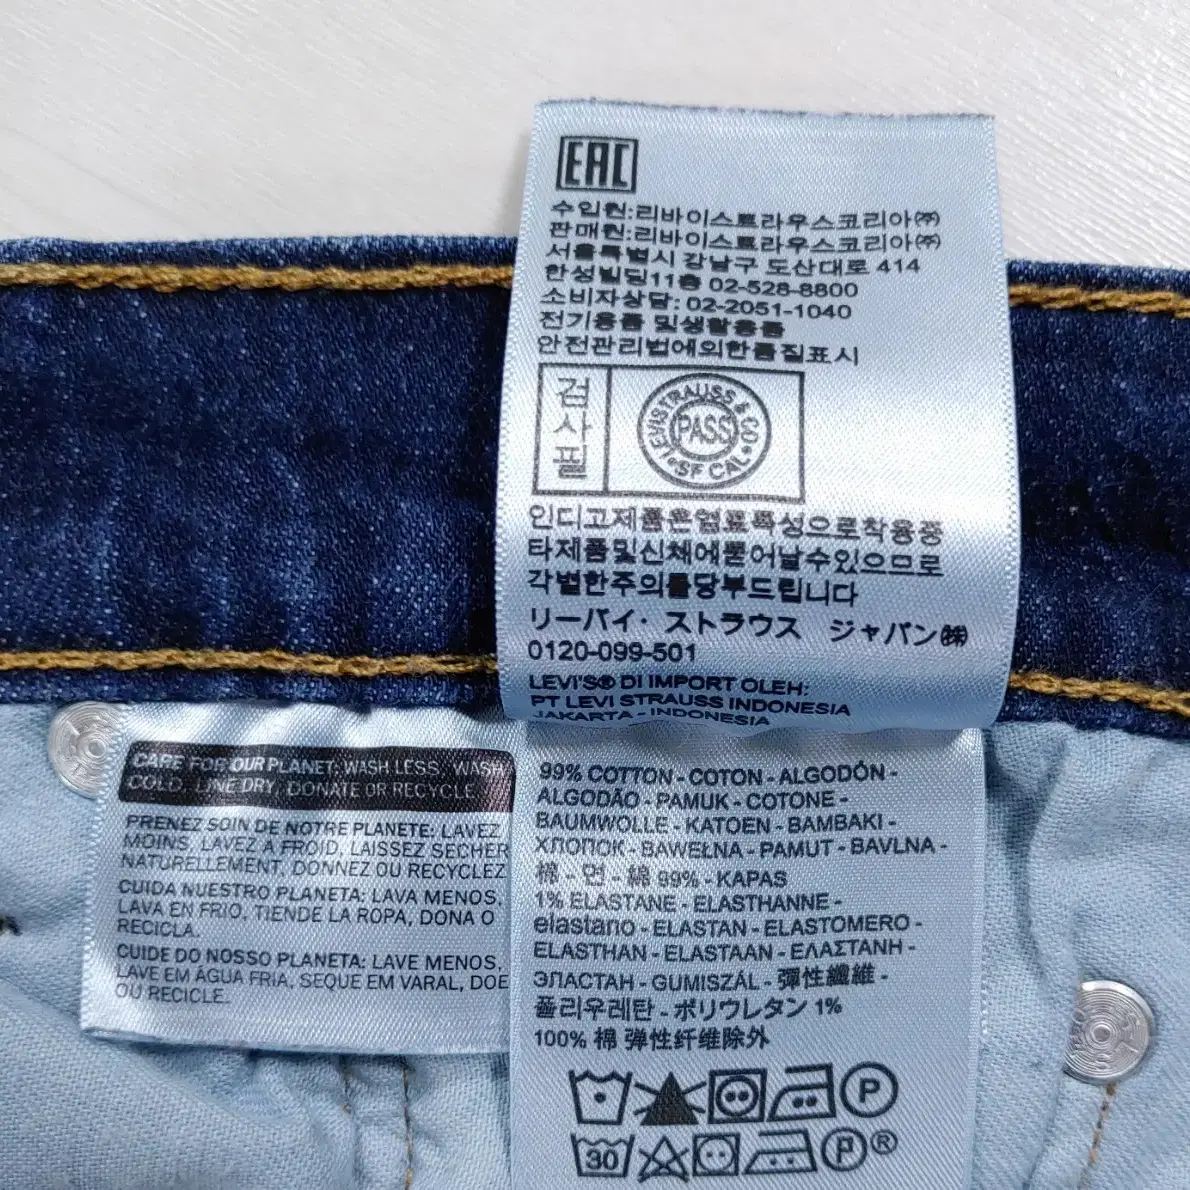 EAC
수입원:리바이스트라우스코리아㈜
판매원:리바이스트라우스코리아㈜
서울특별시 강남구 도산대로 414
한성빌딩11층 02-528-8800
소비자상담: 02-2051-1040
전기용품 및생활용품
안전관리법에의한품질표시
검사필
LEVI STRAUSS & CO
PASS
SF CAL
인디고제품은염료특성으로착용중
타제품및신체에묻어날수있으므로
각별한주의를당부드립니다
リーバイ・ストラウス ジャパン㈱
0120-099-501
LEVI'S® DI IMPORT OLEH:
PT LEVI STRAUSS INDONESIA
JAKARTA - INDONESIA
CARE FOR OUR PLANET: WASH LESS, WASH
COLD, LINE DRY, DONATE OR RECYCLE.
PRENEZ SOIN DE NOTRE PLANETE: LAVEZ
MOINS, LAVEZ A FROID, LAISSEZ SECHER
NATURELLEMENT, DONNEZ OU RECYCLEZ
CUIDA NUESTRO PLANETA: LAVA MENOS,
LAVA EN FRIO, TIENDE LA ROPA, DONA O
RECICLA.
CUIDE DO NOSSO PLANETA: LAVE MENOS,
LAVE EM ÁGUA FRIA, SEQUE EM VARAL, DOE
OU RECICLE.
99% COTTON - COTON - ALGODÓN -
ALGODÃO - PAMUK - COTONE -
BAUMWOLLE - KATOEN - BAMBAKI -
ХЛОПОК - BAWEŁNA - PAMUT - BAVLNA -
棉 - 면 - 綿 99% - KAPAS
1% ELASTANE - ELASTHANNE -
elastano - ELASTAN - ELASTOMERO -
ELASTHAN - ELASTAAN - ΕΛΑΣΤΑΝΗ -
ЭЛАСТАН - GUMISZÁL - 彈性纖維 -
폴리우레탄 - ポリウレタン 1%
100% 棉 弹性纤维除外
P
30 P ®